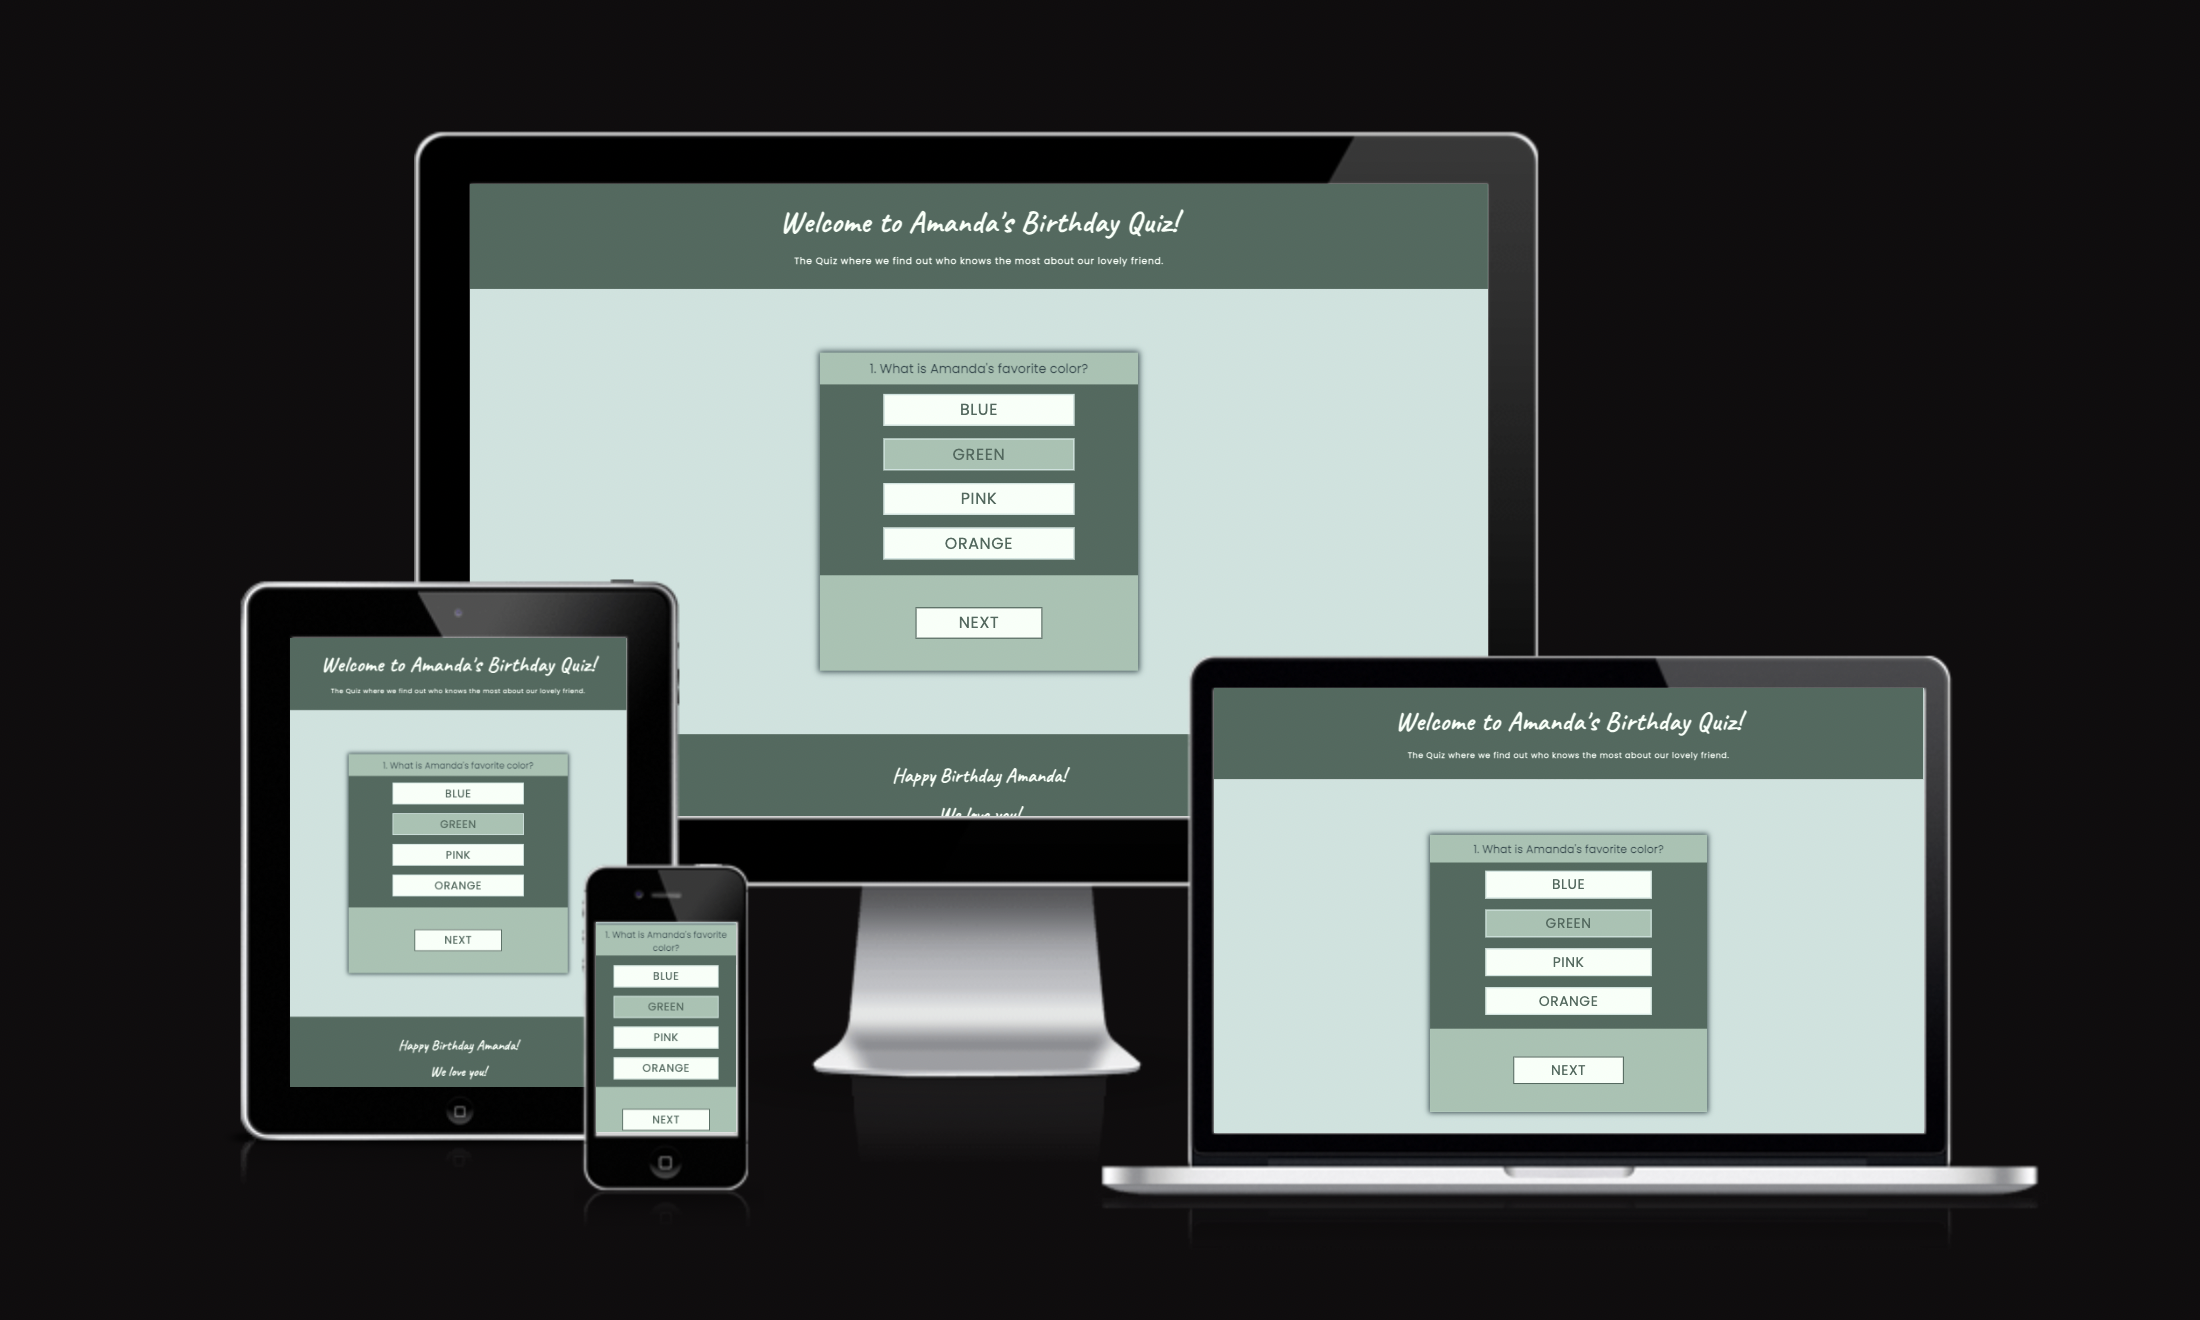 Welcome to Amanda's Birthday Quiz!
The Quiz where we find out who knows the most about our lovely friend.
1. What is Amanda's favorite color?
BLUE
GREEN
PINK
ORANGE
NEXT
Happy Birthday Amanda!
We love you!
Welcome to Amanda's Birthday Quiz!
The Quiz where we find out who knows the most about our lovely friend.
1. What is Amanda's favorite color?
BLUE
GREEN
PINK
ORANGE
NEXT
Happy Birthday Amanda!
We love you!
1. What is Amanda's favorite
color?
BLUE
GREEN
PINK
ORANGE
NEXT
Welcome to Amanda's Birthday Quiz!
The Quiz where we find out who knows the most about our lovely friend.
1. What is Amanda's favorite color?
BLUE
GREEN
PINK
ORANGE
NEXT